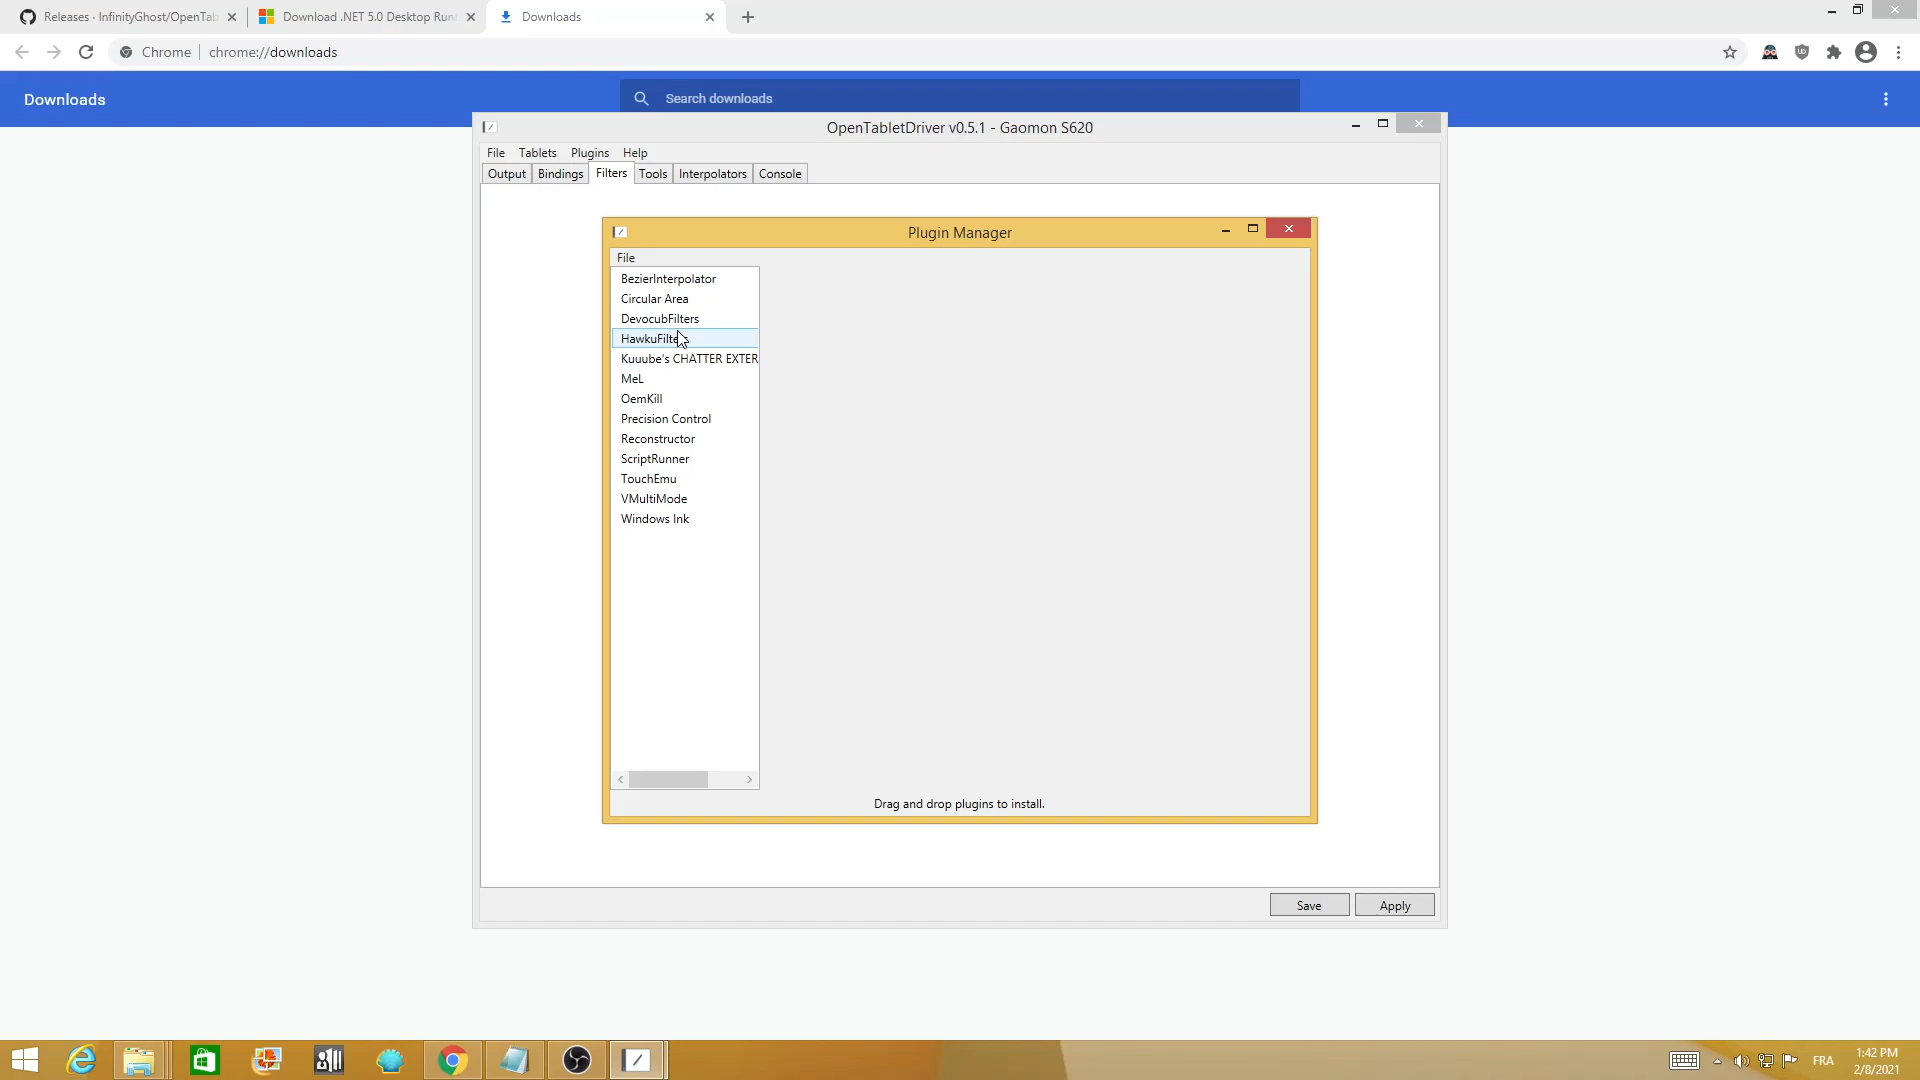 Releases · InfinityGhost/OpenTab
Download .NET 5.0 Desktop Runt
Downloads
Chrome
chrome://downloads
Downloads
Search downloads
OpenTabletDriver v0.5.1 - Gaomon S620
File Tablets Plugins Help
Output Bindings Filters Tools Interpolators Console
Plugin Manager
File
BezierInterpolator
Circular Area
DevocubFilters
HawkuFilters
Kuuube's CHATTER EXTER
MeL
OemKill
Precision Control
Reconstructor
ScriptRunner
TouchEmu
VMultiMode
Windows Ink
Drag and drop plugins to install.
Save Apply
FRA
1:42 PM
2/8/2021